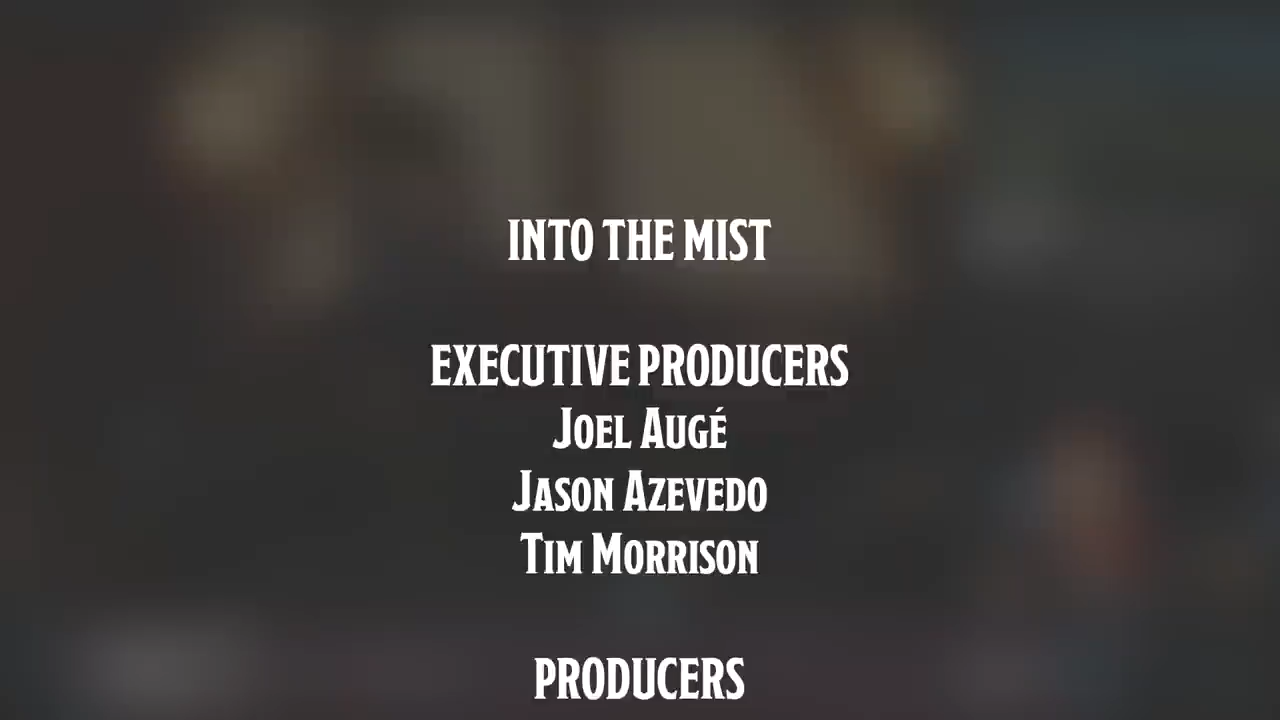 INTO THE MIST
EXECUTIVE PRODUCERS
Joel Augé
Jason Azevedo
Tim Morrison
PRODUCERS